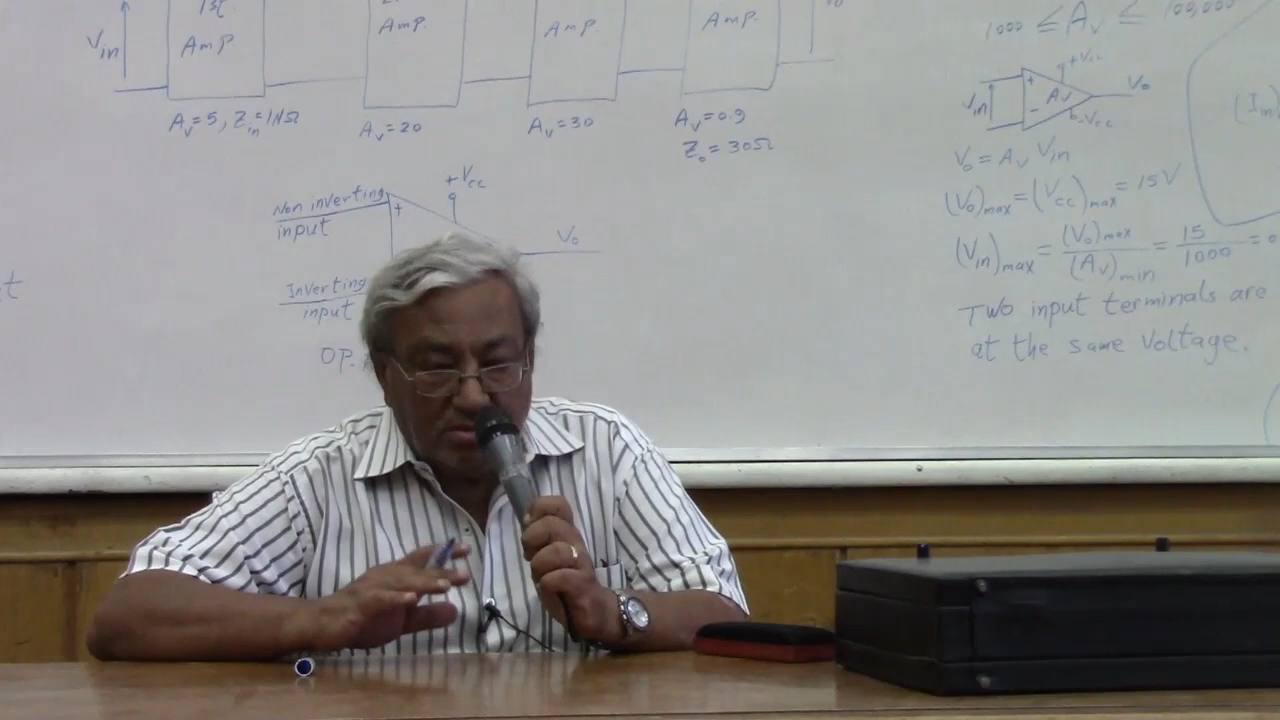 1st.
Amp
Amp.
Amp.
Amp.
Vin
Av=5, Zin=1MΩ
Av=20
Av=30
Av=0.9
Zo=30Ω
Non inverting
input
+
+Vcc
Vo
Inverting
input
OP.
1000 ≤ Av ≤ 100,000
+Vcc
Vin
+
-
Av
Vo
-Vcc
Vo = Av Vin
(Vo)max = (Vcc)max = 15 V
(Vin)max = (Vo)max / (Av)min = 15 / 1000 =
Two input terminals are
at the same Voltage.
(Iin)